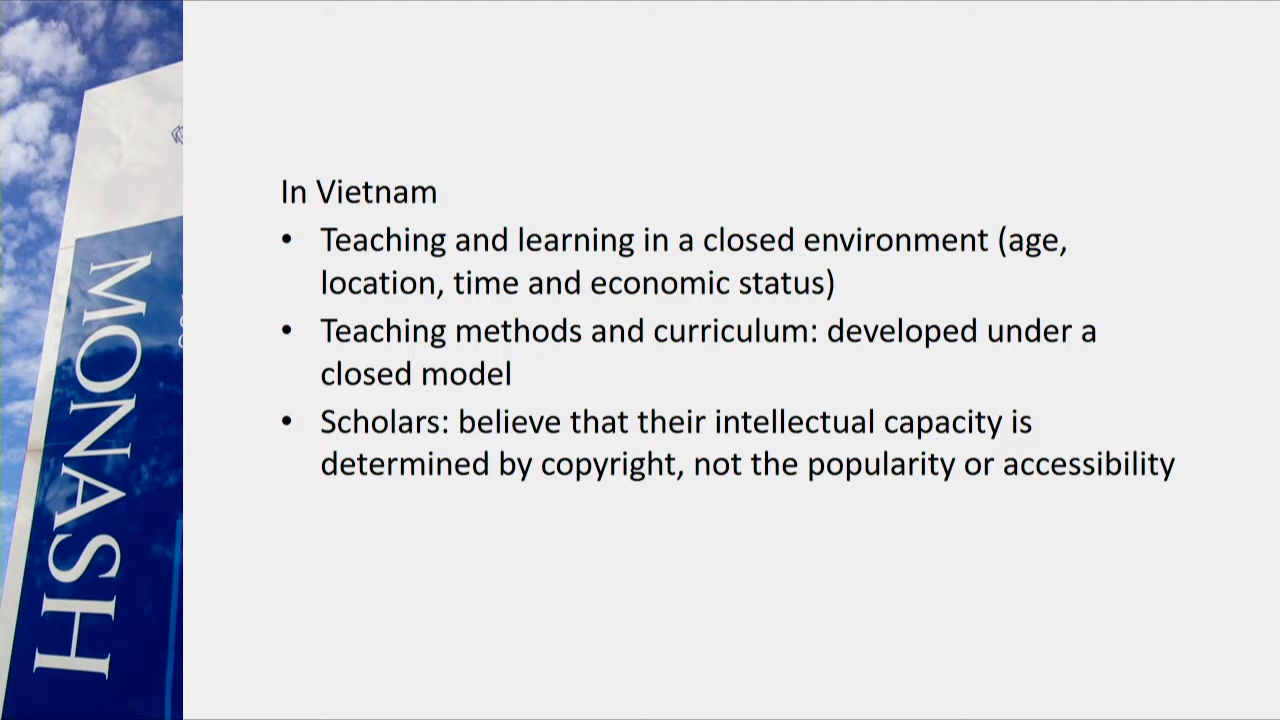 MONASH
In Vietnam
• Teaching and learning in a closed environment (age,
location, time and economic status)
• Teaching methods and curriculum: developed under a
closed model
• Scholars: believe that their intellectual capacity is
determined by copyright, not the popularity or accessibility